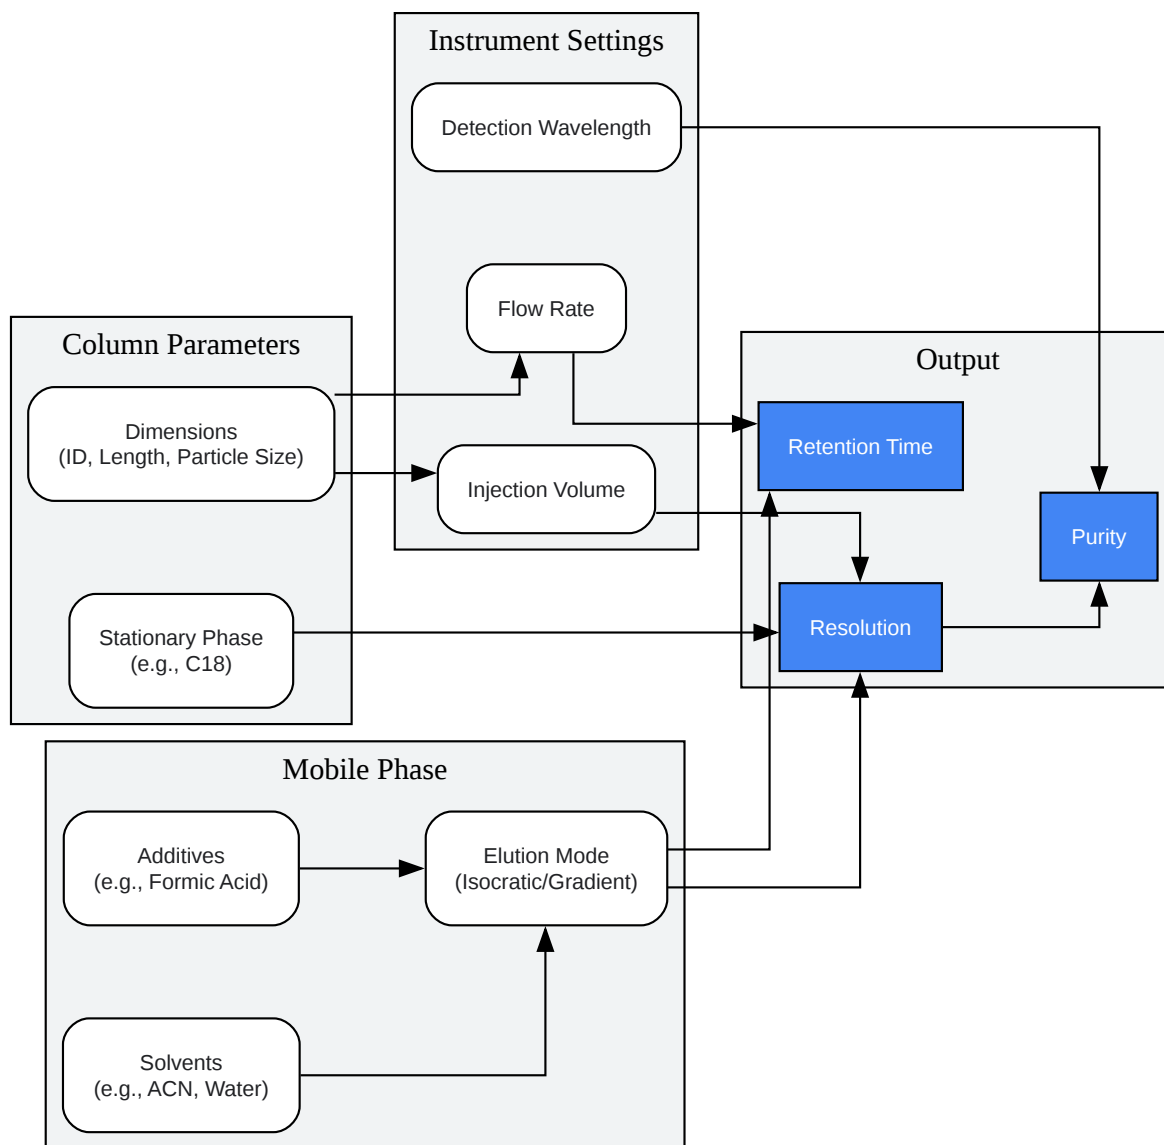 Instrument Settings
Detection Wavelength
Flow Rate
Injection Volume
Column Parameters
Dimensions
(ID, Length, Particle Size)
Stationary Phase
(e.g., C18)
Output
Retention Time
Purity
Resolution
Mobile Phase
Additives
(e.g., Formic Acid)
Elution Mode
(Isocratic/Gradient)
Solvents
(e.g., ACN, Water)